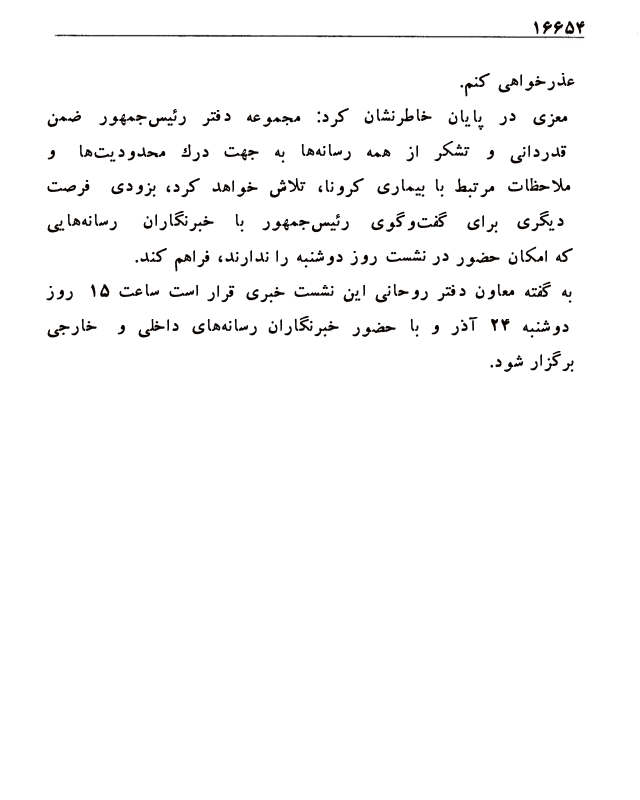 ۱۶۶۵۴
عذرخواهی کنم.
معزی در پایان خاطرنشان کرد: مجموعه دفتر رئیس‌جمهور ضمن
قدردانی و تشکر از همه رسانه‌ها به جهت درك محدودیت‌ها و
ملاحظات مرتبط با بیماری کرونا، تلاش خواهد کرد، بزودی فرصت
دیگری برای گفت‌وگوی رئیس‌جمهور با خبرنگاران رسانه‌هایی
که امکان حضور در نشست روز دوشنبه را ندارند، فراهم کند.
به گفته معاون دفتر روحانی این نشست خبری قرار است ساعت ۱۵ روز
دوشنبه ۲۴ آذر و با حضور خبرنگاران رسانه‌های داخلی و خارجی
برگزار شود.